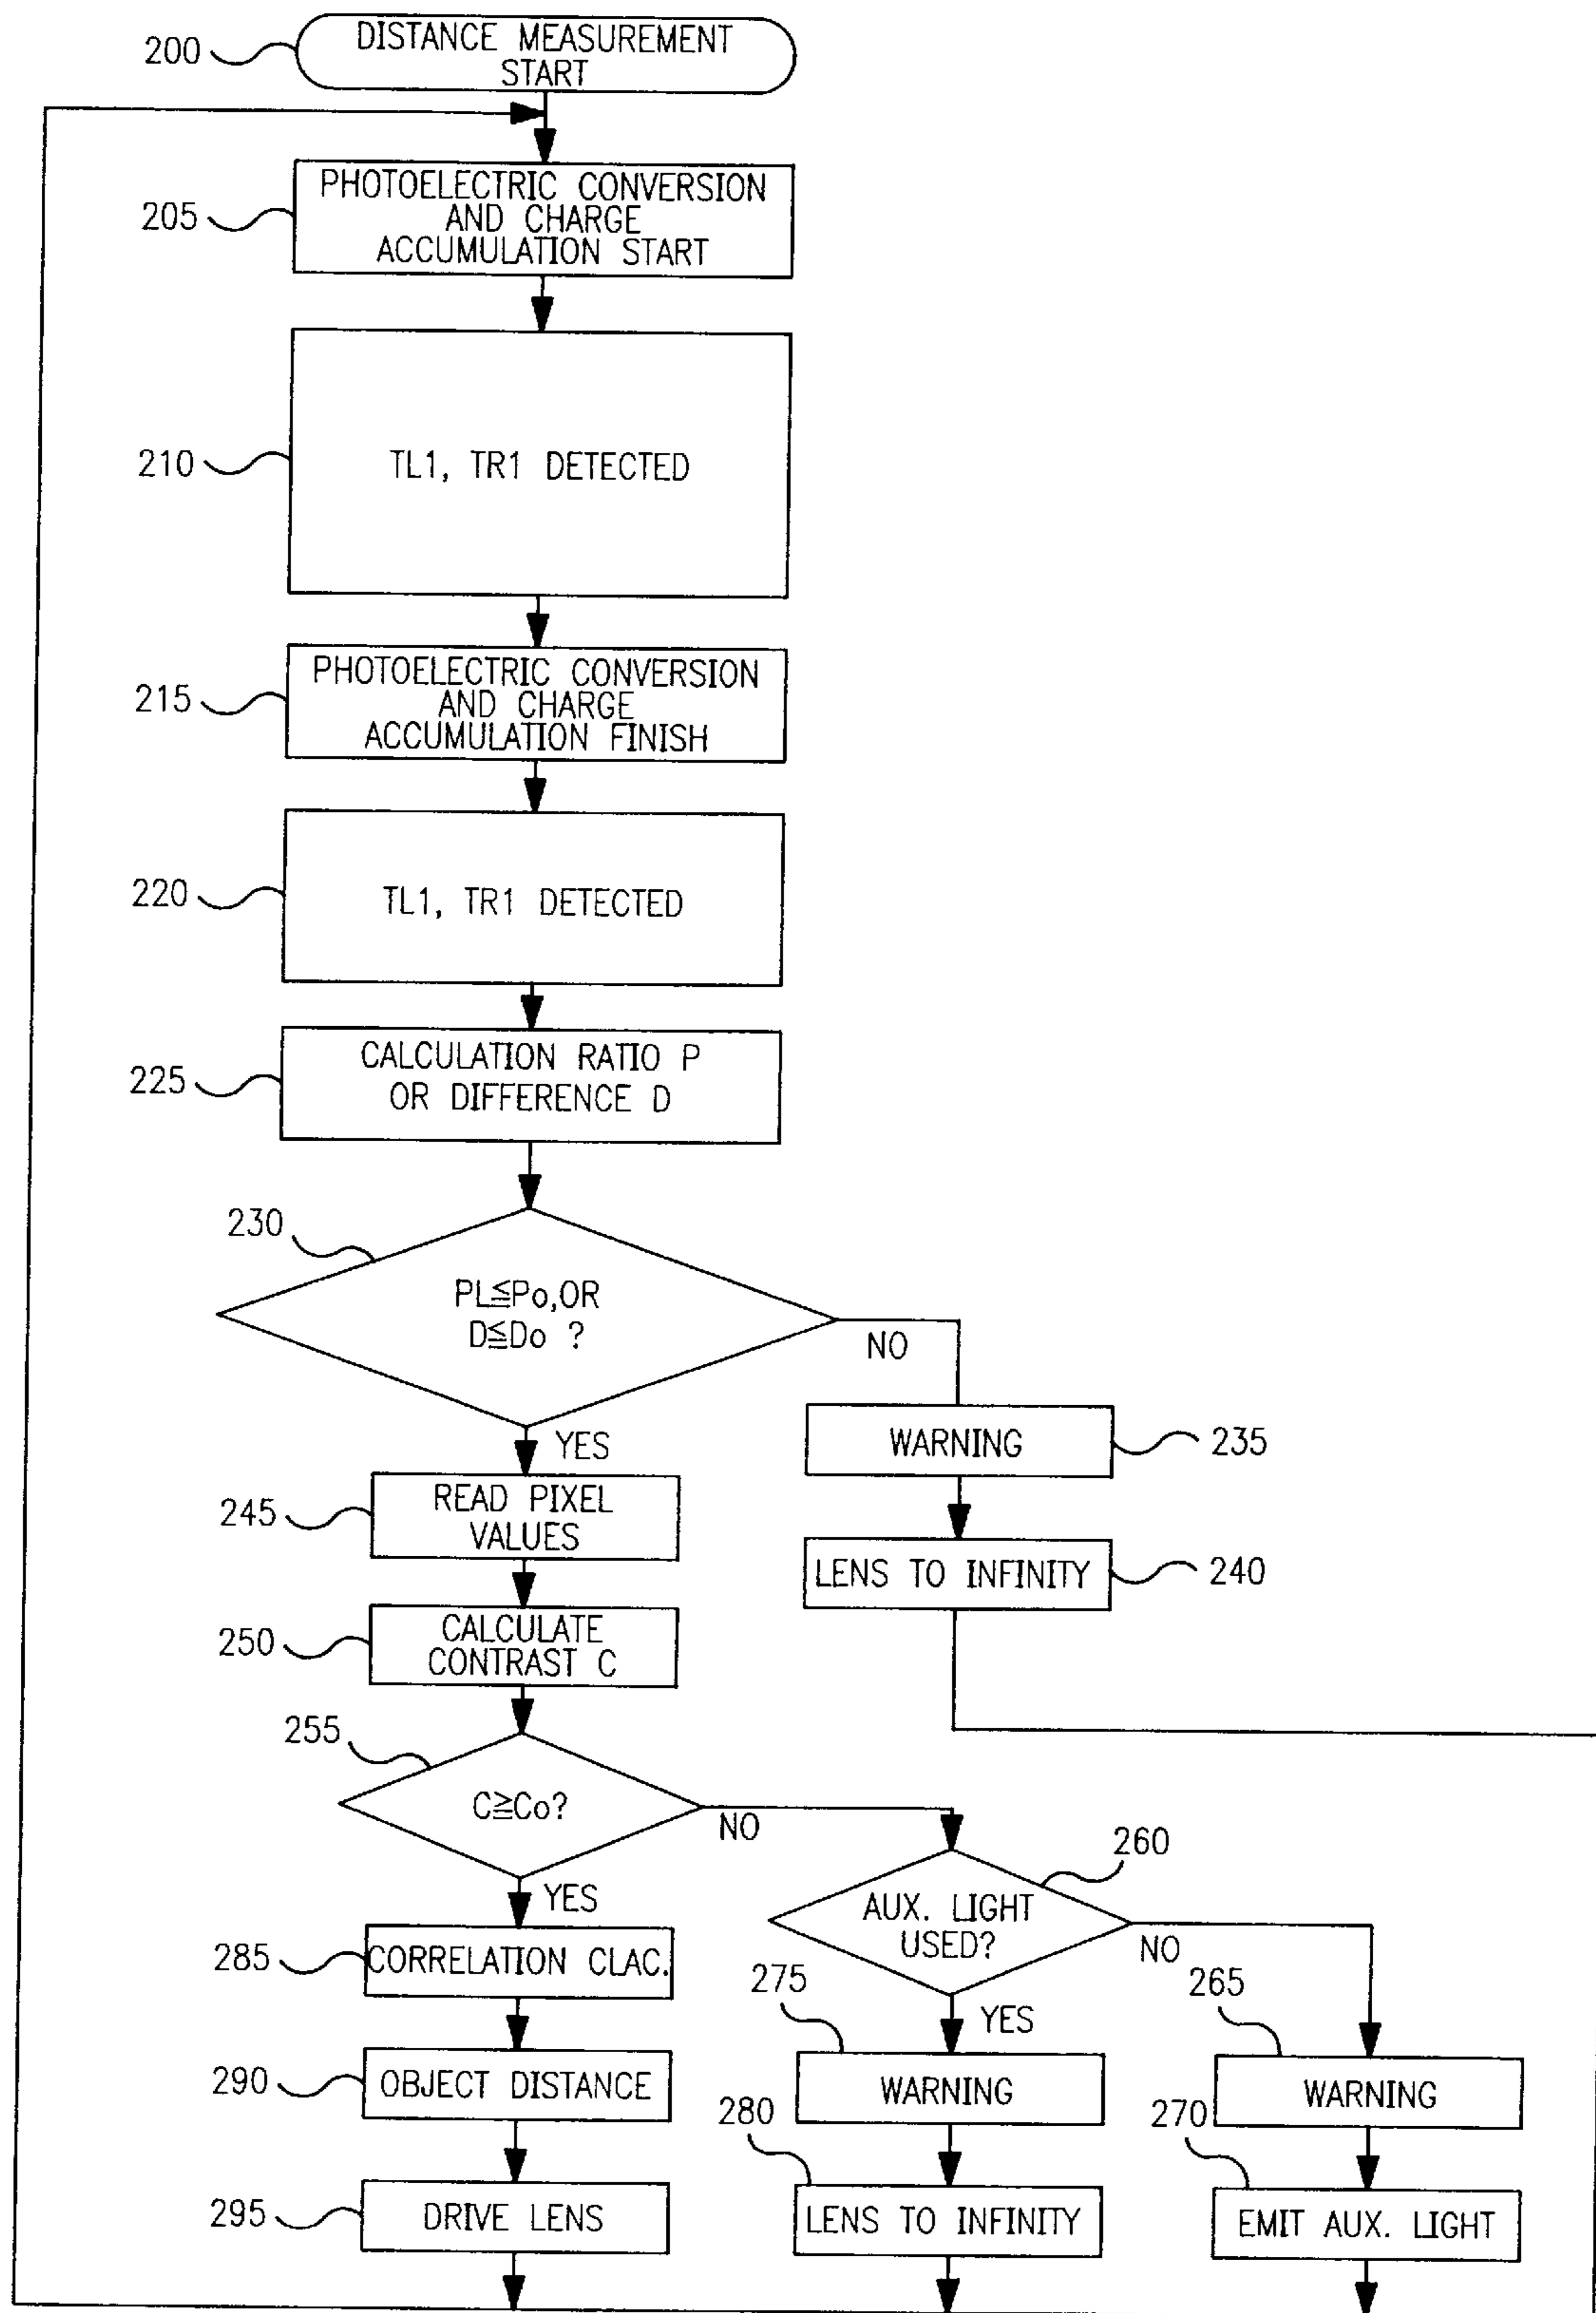 200
DISTANCE MEASUREMENT
START
205
PHOTOELECTRIC CONVERSION
AND CHARGE
ACCUMULATION START
210
TL1, TR1 DETECTED
215
PHOTOELECTRIC CONVERSION
AND CHARGE
ACCUMULATION FINISH
220
TL1, TR1 DETECTED
225
CALCULATION RATIO P
OR DIFFERENCE D
230
PL≦Po,OR
D≦Do ?
NO
YES
WARNING
235
245
READ PIXEL
VALUES
LENS TO INFINITY
240
250
CALCULATE
CONTRAST C
255
C≧Co?
NO
YES
260
AUX. LIGHT
USED?
NO
YES
285
CORRELATION CLAC.
275
WARNING
265
WARNING
290
OBJECT DISTANCE
280
LENS TO INFINITY
270
EMIT AUX. LIGHT
295
DRIVE LENS